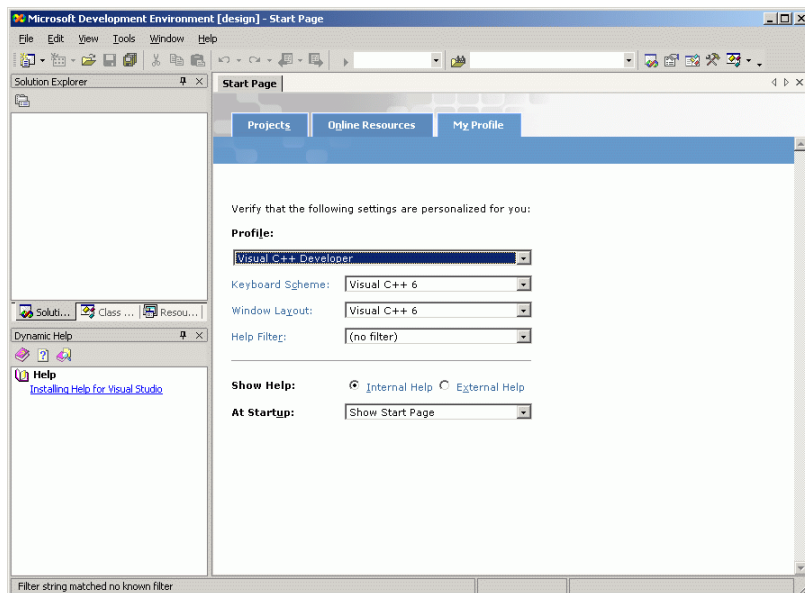 Microsoft Development Environment [design] - Start Page
File Edit View Tools Window Help
Solution Explorer
Start Page
Projects Online Resources My Profile
Verify that the following settings are personalized for you:
Profile:
Visual C++ Developer
Keyboard Scheme: Visual C++ 6
Window Layout: Visual C++ 6
Help Filter: (no filter)
Show Help: Internal Help External Help
At Startup: Show Start Page
Soluti... Class ... Resou...
Dynamic Help
Help
Installing Help for Visual Studio
Filter string matched no known filter